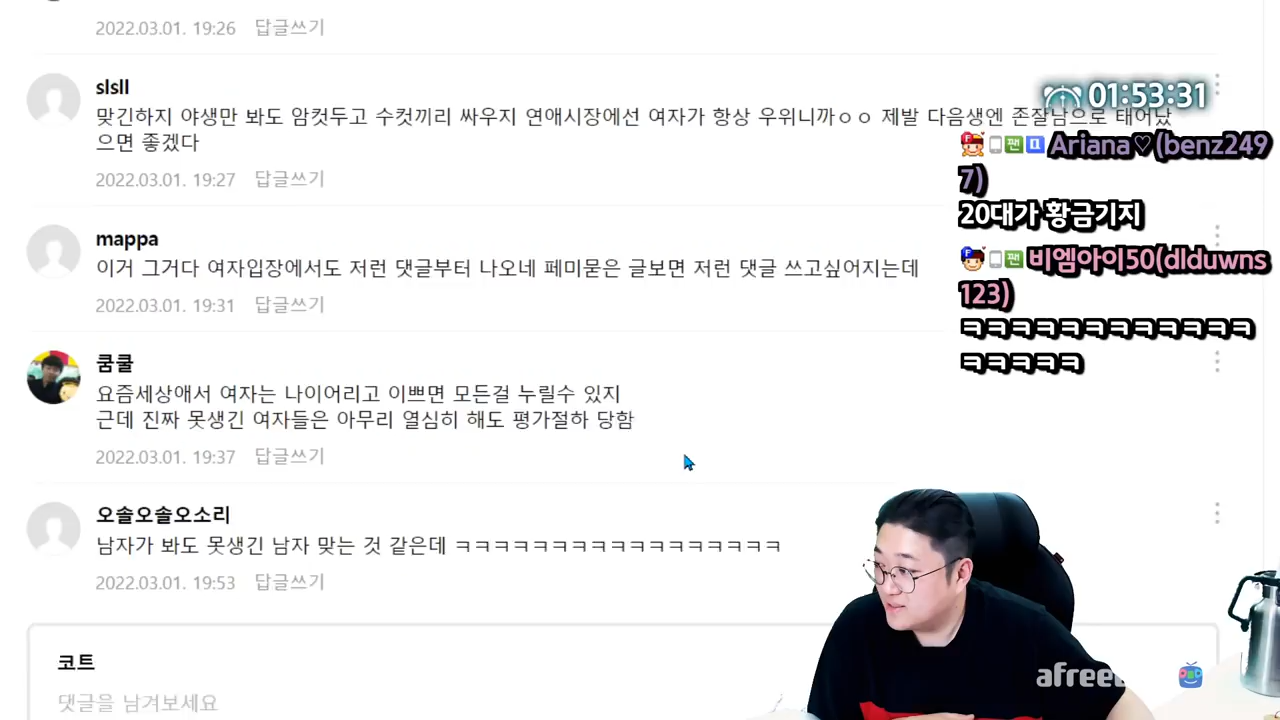 2022.03.01. 19:26 답글쓰기
slsll
맞긴하지 야생만 봐도 암컷두고 수컷끼리 싸우지 연애시장에선 여자가 항상 우위니까ㅇㅇ 제발 다음생엔 존잘남으로 태어났
으면 좋겠다
2022.03.01. 19:27 답글쓰기
01:53:31
Ariana♡(benz249
7)
20대가 황금기지
비엠아이50(dlduwns
123)
ㅋㅋㅋㅋㅋㅋㅋㅋㅋㅋㅋㅋ
ㅋㅋㅋㅋㅋ
mappa
이거 그거다 여자입장에서도 저런 댓글부터 나오네 페미묻은 글보면 저런 댓글 쓰고싶어지는데
2022.03.01. 19:31 답글쓰기
쿰쿨
요즘세상애서 여자는 나이어리고 이쁘면 모든걸 누릴수 있지
근데 진짜 못생긴 여자들은 아무리 열심히 해도 평가절하 당함
2022.03.01. 19:37 답글쓰기
오솔오솔오소리
남자가 봐도 못생긴 남자 맞는 것 같은데 ㅋㅋㅋㅋㅋㅋㅋㅋㅋㅋㅋㅋㅋㅋㅋㅋㅋ
2022.03.01. 19:53 답글쓰기
코트
댓글을 남겨보세요